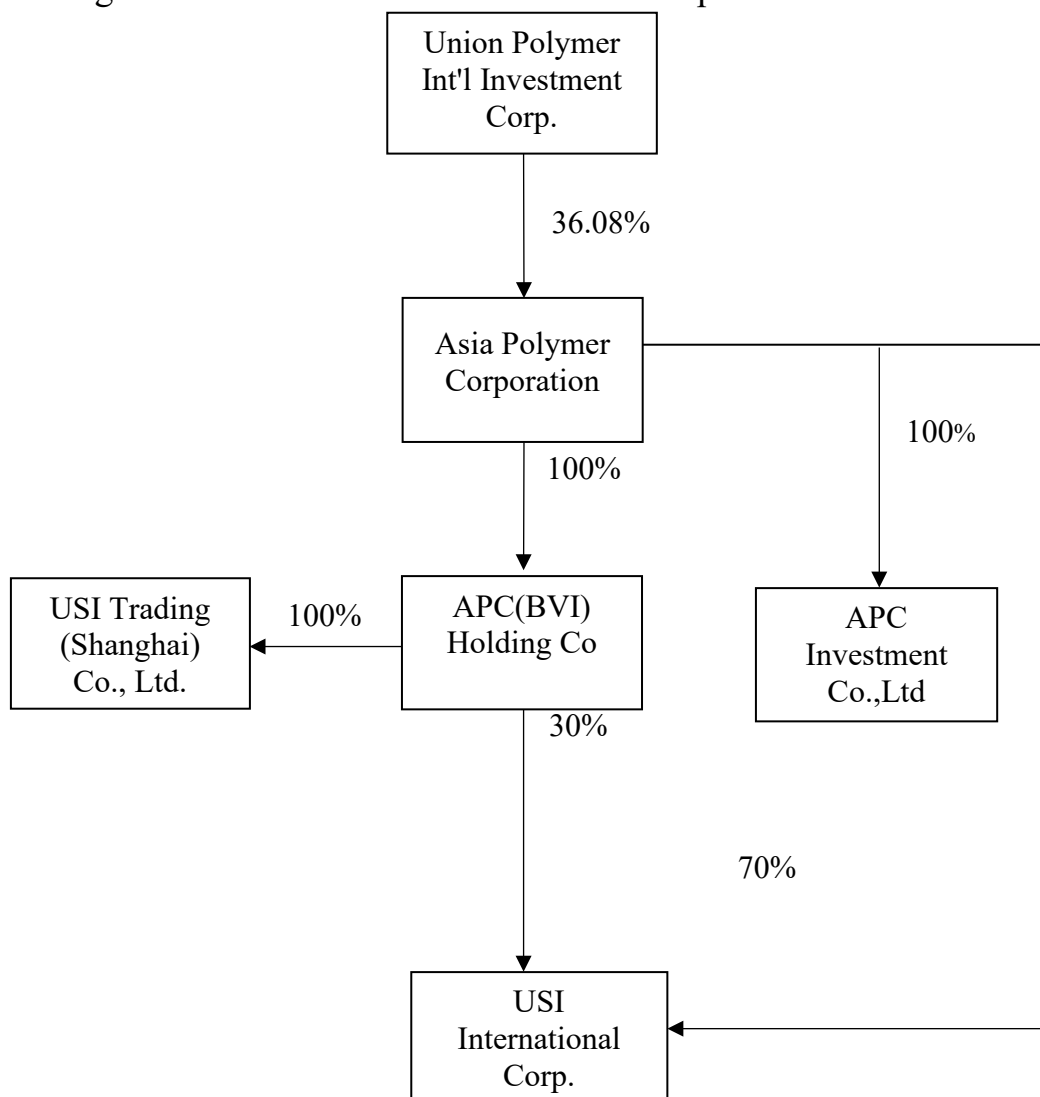 Union Polymer
Int'l Investment
Corp.
36.08%
Asia Polymer
Corporation
100%
100%
USI Trading
(Shanghai)
Co., Ltd.
100%
APC(BVI)
Holding Co
APC
Investment
Co.,Ltd
30%
70%
USI
International
Corp.